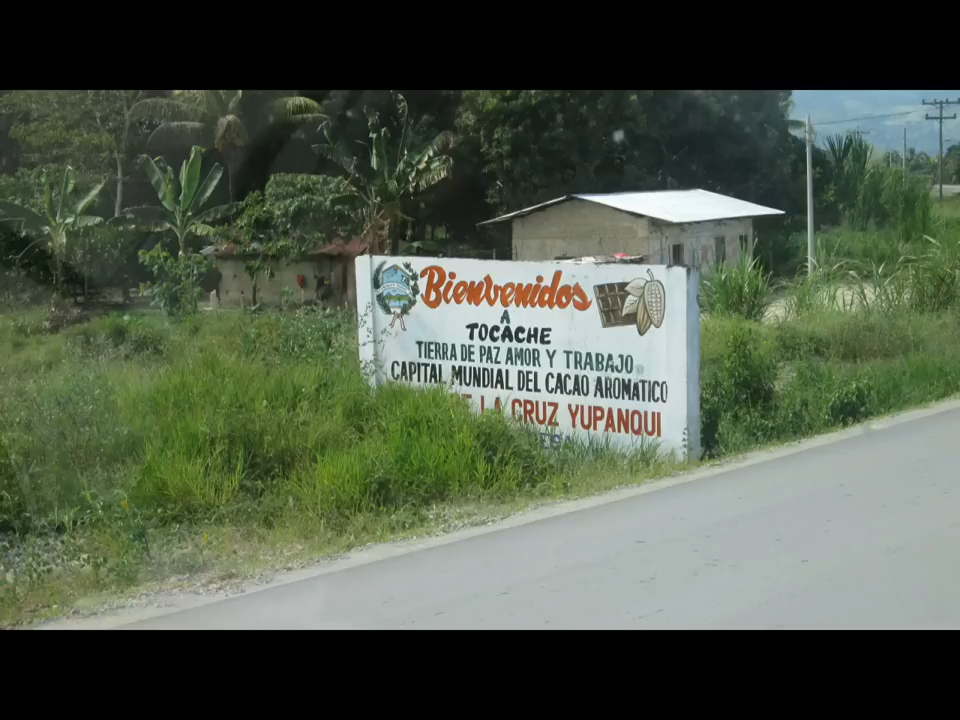 Bienvenidos
A
TOCACHE
TIERRA DE PAZ AMOR Y TRABAJO
CAPITAL MUNDIAL DEL CACAO AROMATICO
LA CRUZ YUPANQUI